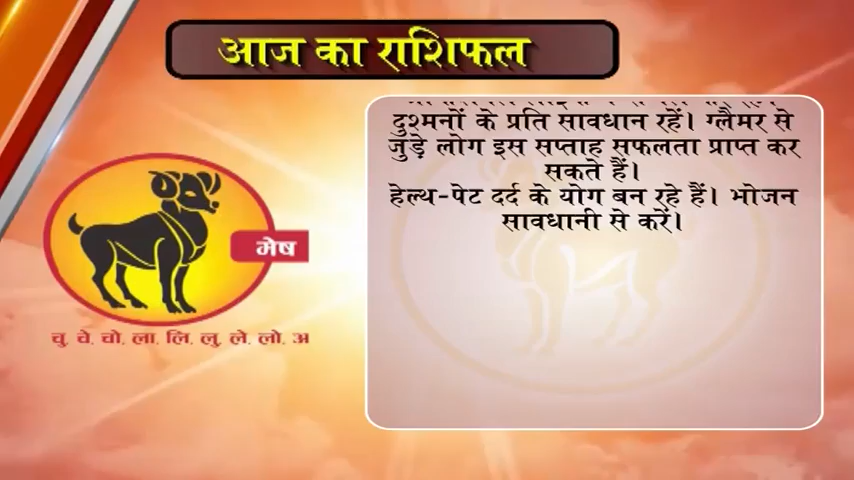 आज का राशिफल
दुश्मनों के प्रति सावधान रहें। ग्लैमर से
जुड़े लोग इस सप्ताह सफलता प्राप्त कर
सकते हैं।
हेल्थ-पेट दर्द के योग बन रहे हैं। भोजन
सावधानी से करें।
मेष
चु, चे, चो, ला, लि, लु, ले, लो, अ